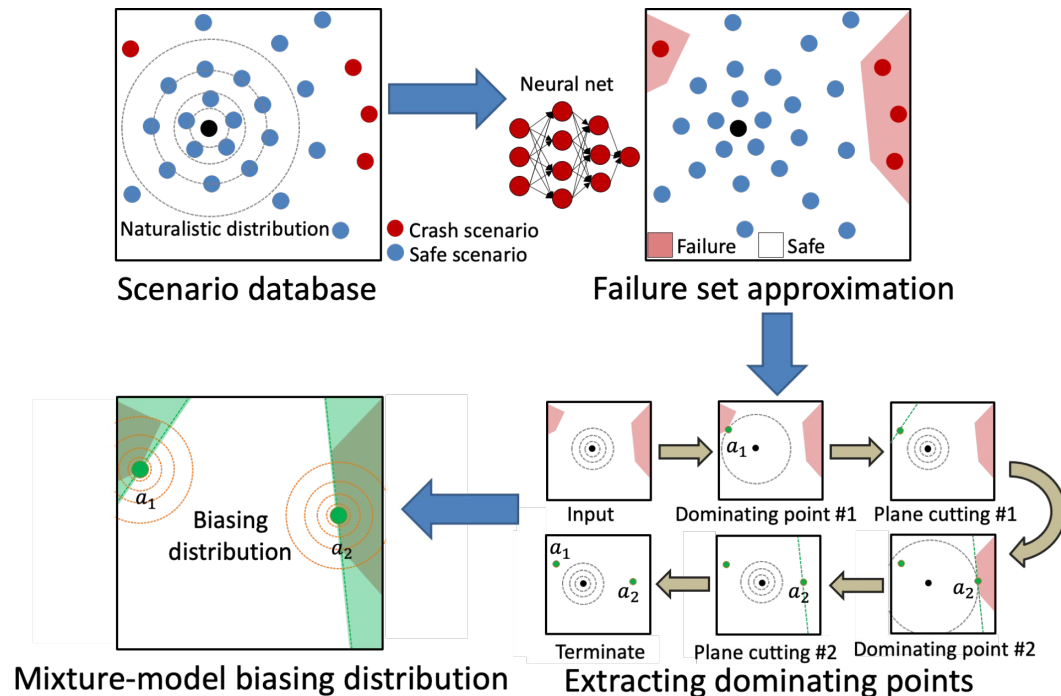 Neural net
Naturalistic distribution
Crash scenario
Safe scenario
Failure
Safe
Scenario database
Failure set approximation
a₁
Input
Dominating point #1
Plane cutting #1
a₁
a₂
Biasing
distribution
a₁
a₂
a₂
a₂
Terminate
Plane cutting #2
Dominating point #2
Mixture-model biasing distribution
Extracting dominating points